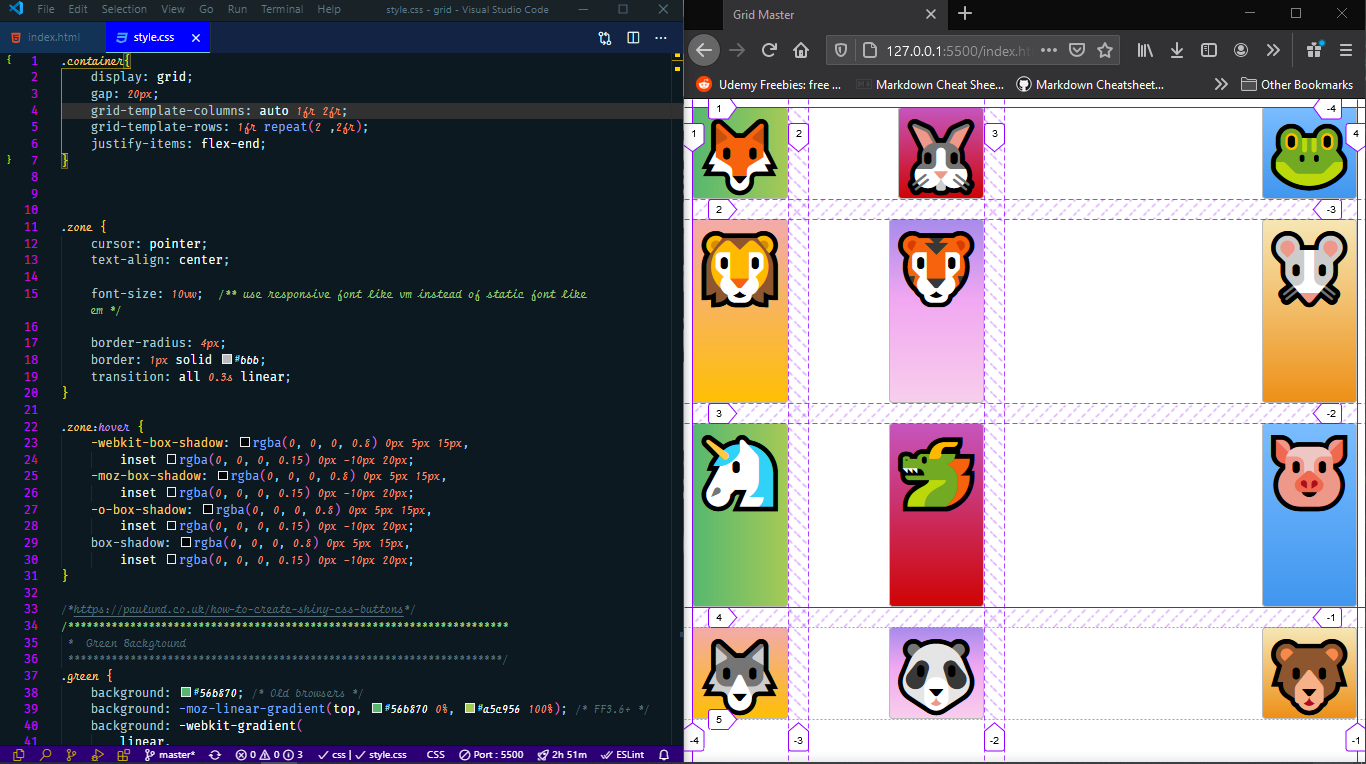 File Edit Selection View Go Run Terminal Help style.css - grid - Visual Studio Code
index.html style.css
1 .container{
2 display: grid;
3 gap: 20px;
4 grid-template-columns: auto 1fr 2fr;
5 grid-template-rows: 1fr repeat(2 ,2fr);
6 justify-items: flex-end;
7 }
8
9
10
11 .zone {
12 cursor: pointer;
13 text-align: center;
14
15 font-size: 10vw; /** use responsive font like vm instead of static font like
em */
16
17 border-radius: 4px;
18 border: 1px solid #bbb;
19 transition: all 0.3s linear;
20 }
21
22 .zone:hover {
23 -webkit-box-shadow: rgba(0, 0, 0, 0.8) 0px 5px 15px,
24 inset rgba(0, 0, 0, 0.15) 0px -10px 20px;
25 -moz-box-shadow: rgba(0, 0, 0, 0.8) 0px 5px 15px,
26 inset rgba(0, 0, 0, 0.15) 0px -10px 20px;
27 -o-box-shadow: rgba(0, 0, 0, 0.8) 0px 5px 15px,
28 inset rgba(0, 0, 0, 0.15) 0px -10px 20px;
29 box-shadow: rgba(0, 0, 0, 0.8) 0px 5px 15px,
30 inset rgba(0, 0, 0, 0.15) 0px -10px 20px;
31 }
32
33 /*https://paulund.co.uk/how-to-create-shiny-css-buttons*/
34 /***********************************************************************
35 * Green Background
36 ***********************************************************************/
37 .green {
38 background: #56b870; /* Old browsers */
39 background: -moz-linear-gradient(top, #56b870 0%, #a5c956 100%); /* FF3.6+ */
40 background: -webkit-gradient(
41 linear,
master* 0 0 3 css | style.css CSS Port : 5500 2h 51m ESLint
Grid Master
127.0.0.1:5500/index.ht
Udemy Freebies: free ... Markdown Cheat Shee... Markdown Cheatsheet... Other Bookmarks
1 -4
1 2 3 4
2 -3
3 -2
4 -1
5
-4 -3 -2 -1